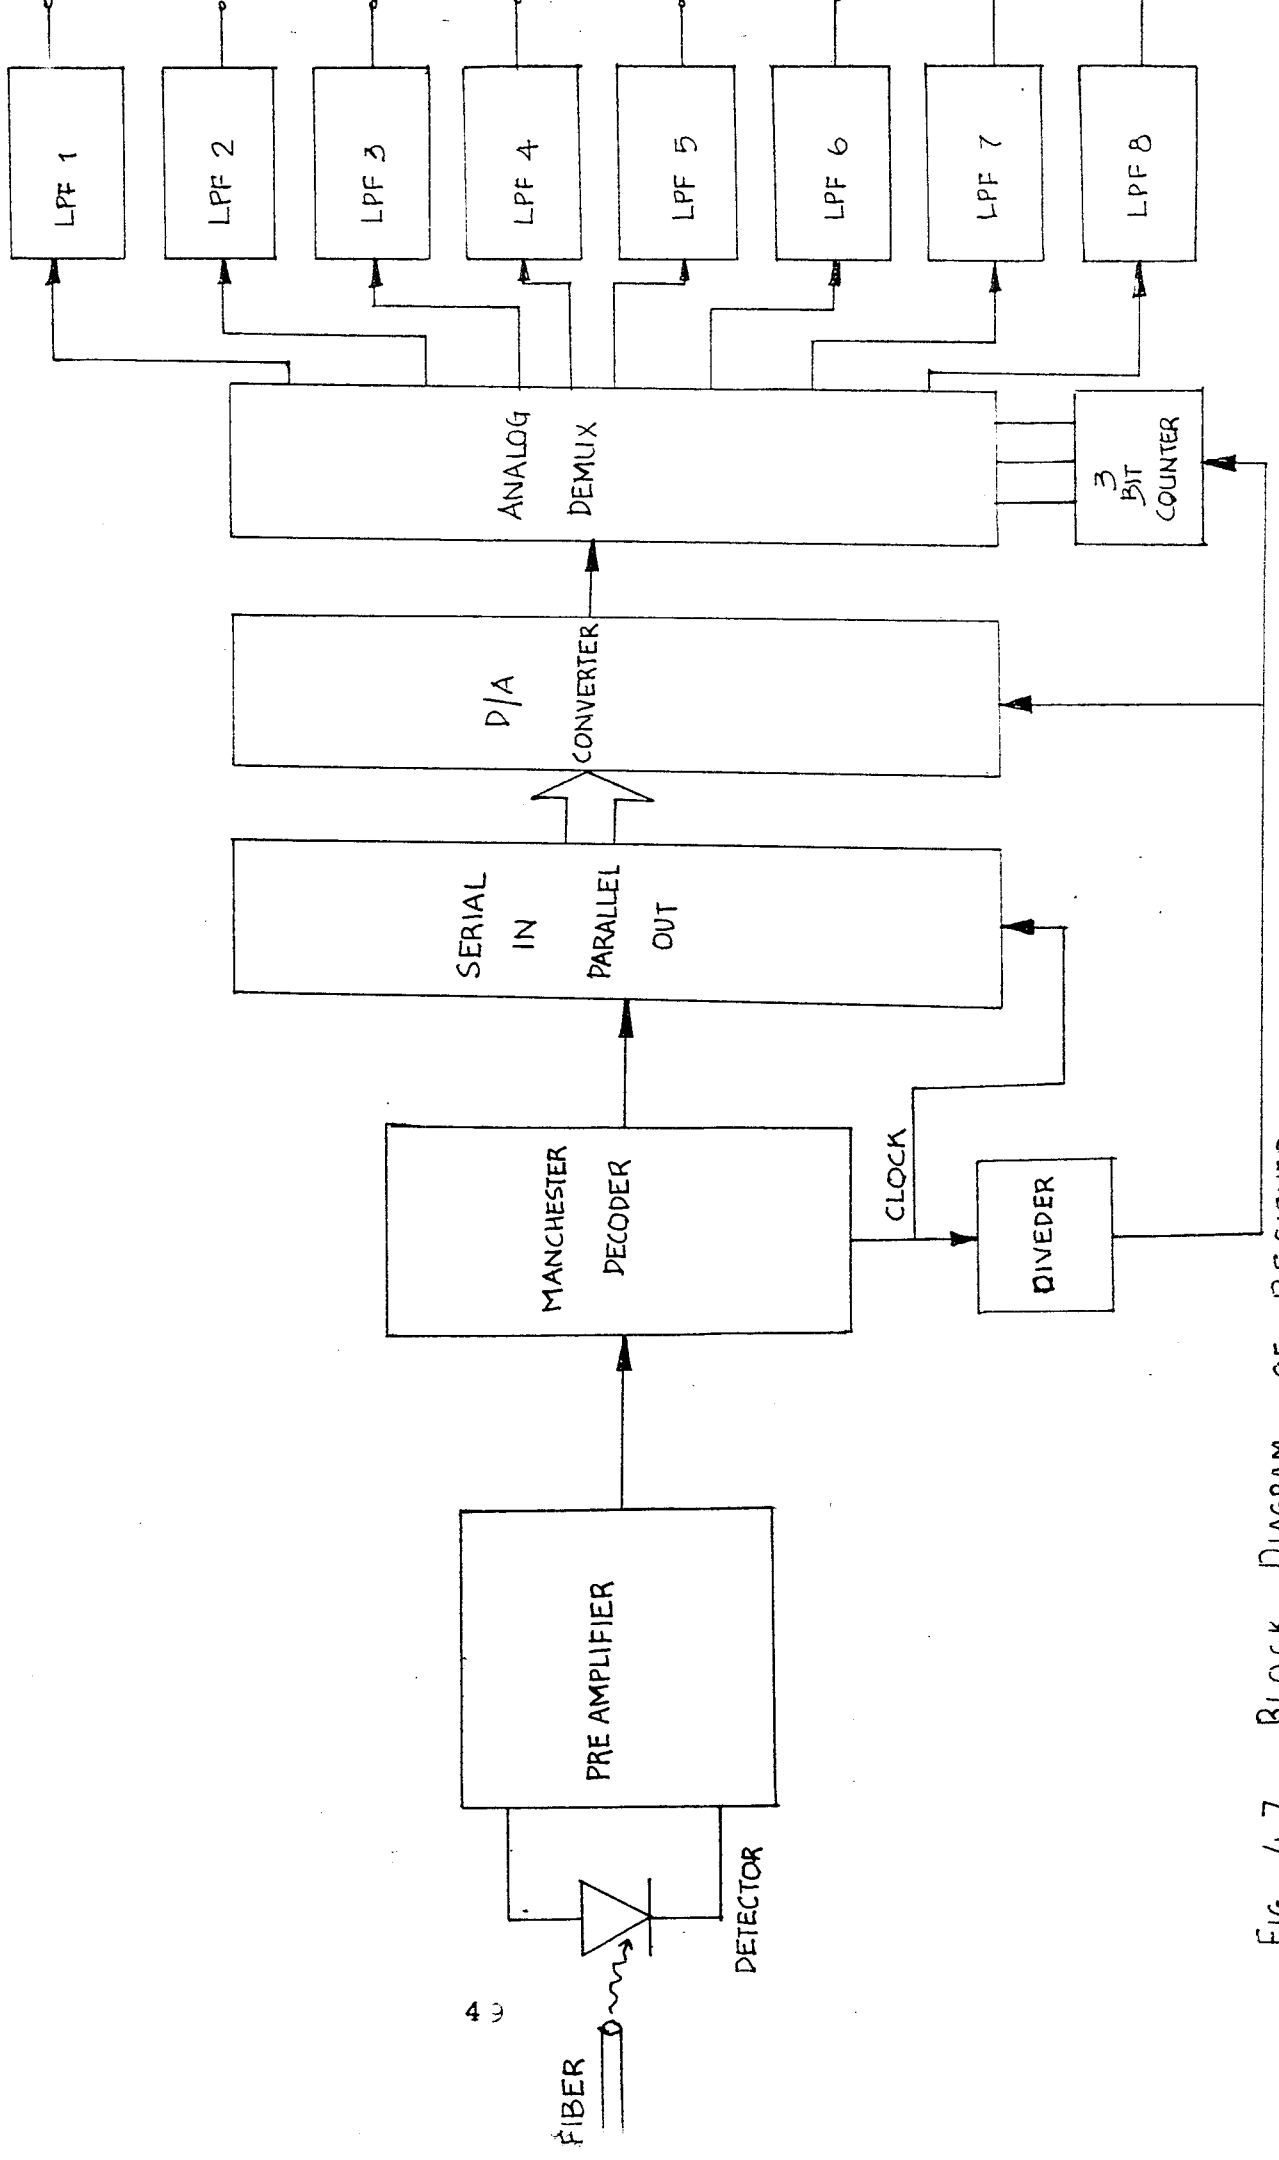 LPF 1
LPF 2
LPF 3
LPF 4
LPF 5
LPF 6
LPF 7
LPF 8
ANALOG
DEMUX
3
BIT
COUNTER
D/A
CONVERTER
SERIAL
IN
PARALLEL
OUT
MANCHESTER
DECODER
CLOCK
DIVEDER
PRE AMPLIFIER
DETECTOR
FIBER
49
FIG 4.7 BLOCK DIAGRAM OF